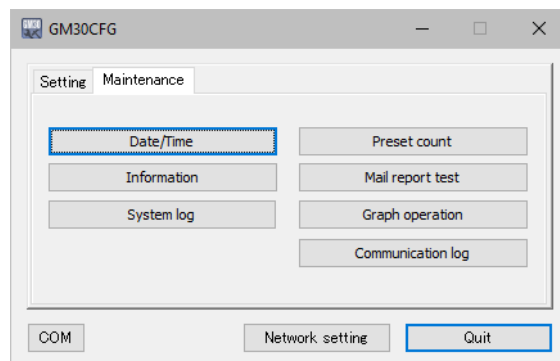 GM30CFG
Setting Maintenance
Date/Time Preset count
Information Mail report test
System log Graph operation
Communication log
COM Network setting Quit